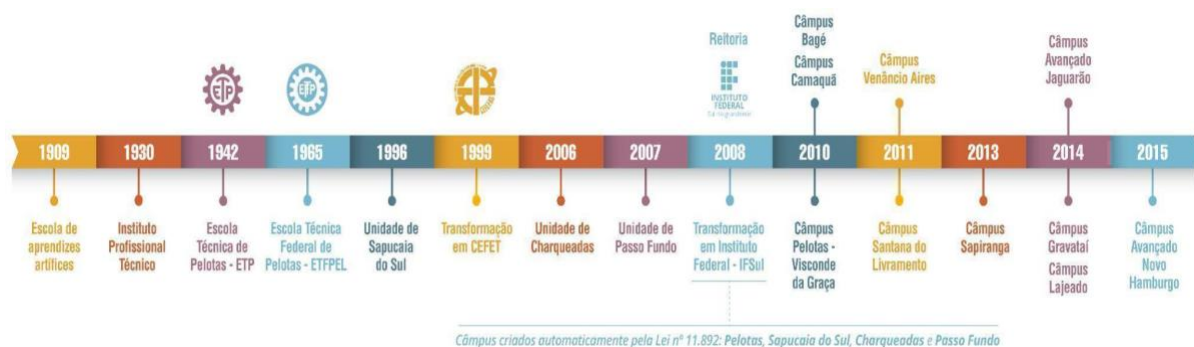 Câmpus
Bagé
Câmpus
Camaquã
Câmpus
Avançado
Jaguarão
Reitoria
Câmpus
Venâncio Aires
ETP
ETFP
INSTITUTO
FEDERAL
1909
1930
1942
1965
1996
1999
2006
2007
2008
2010
2011
2013
2014
2015
Escola de
aprendizes
artífices
Instituto
Profissional
Técnico
Escola
Técnica de
Pelotas - ETP
Escola Técnica
Federal de
Pelotas - ETFPEL
Unidade de
Sapucaia
do Sul
Transformação
em CEFET
Unidade de
Charqueadas
Unidade de
Passo Fundo
Transformação
em Instituto
Federal - IFSul
Câmpus
Pelotas -
Visconde
da Graça
Câmpus
Santana do
Livramento
Câmpus
Sapiranga
Câmpus
Gravataí
Câmpus
Lajeado
Câmpus
Avançado
Novo
Hamburgo
Câmpus criados automaticamente pela Lei nº 11.892: Pelotas, Sapucaia do Sul, Charqueadas e Passo Fundo